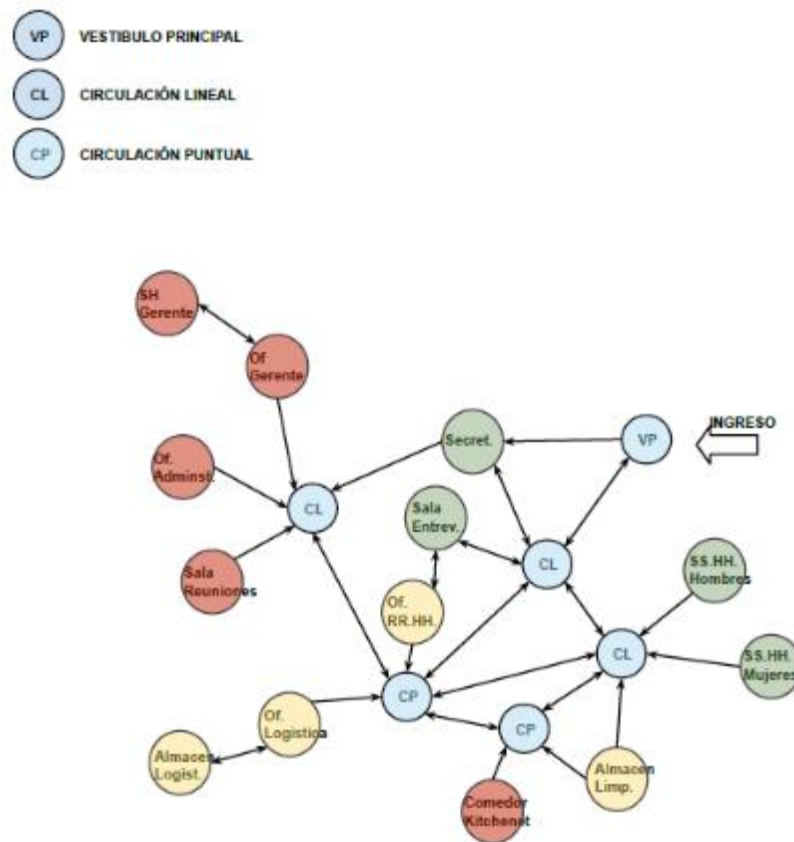 VP VESTIBULO PRINCIPAL
CL CIRCULACIÓN LINEAL
CP CIRCULACIÓN PUNTUAL
SH
Gerente
Of
Gerente
INGRESO
Secret.
VP
Of.
Adminst.
CL
Sala
Entrev.
CL
SS.HH.
Hombres
Sala
Reuniones
Of.
RR.HH.
CL
SS.HH.
Mujeres
CP
Of.
Logistica
CP
Almacen
Logist.
Almacen
Limp.
Comedor
Kitchenet